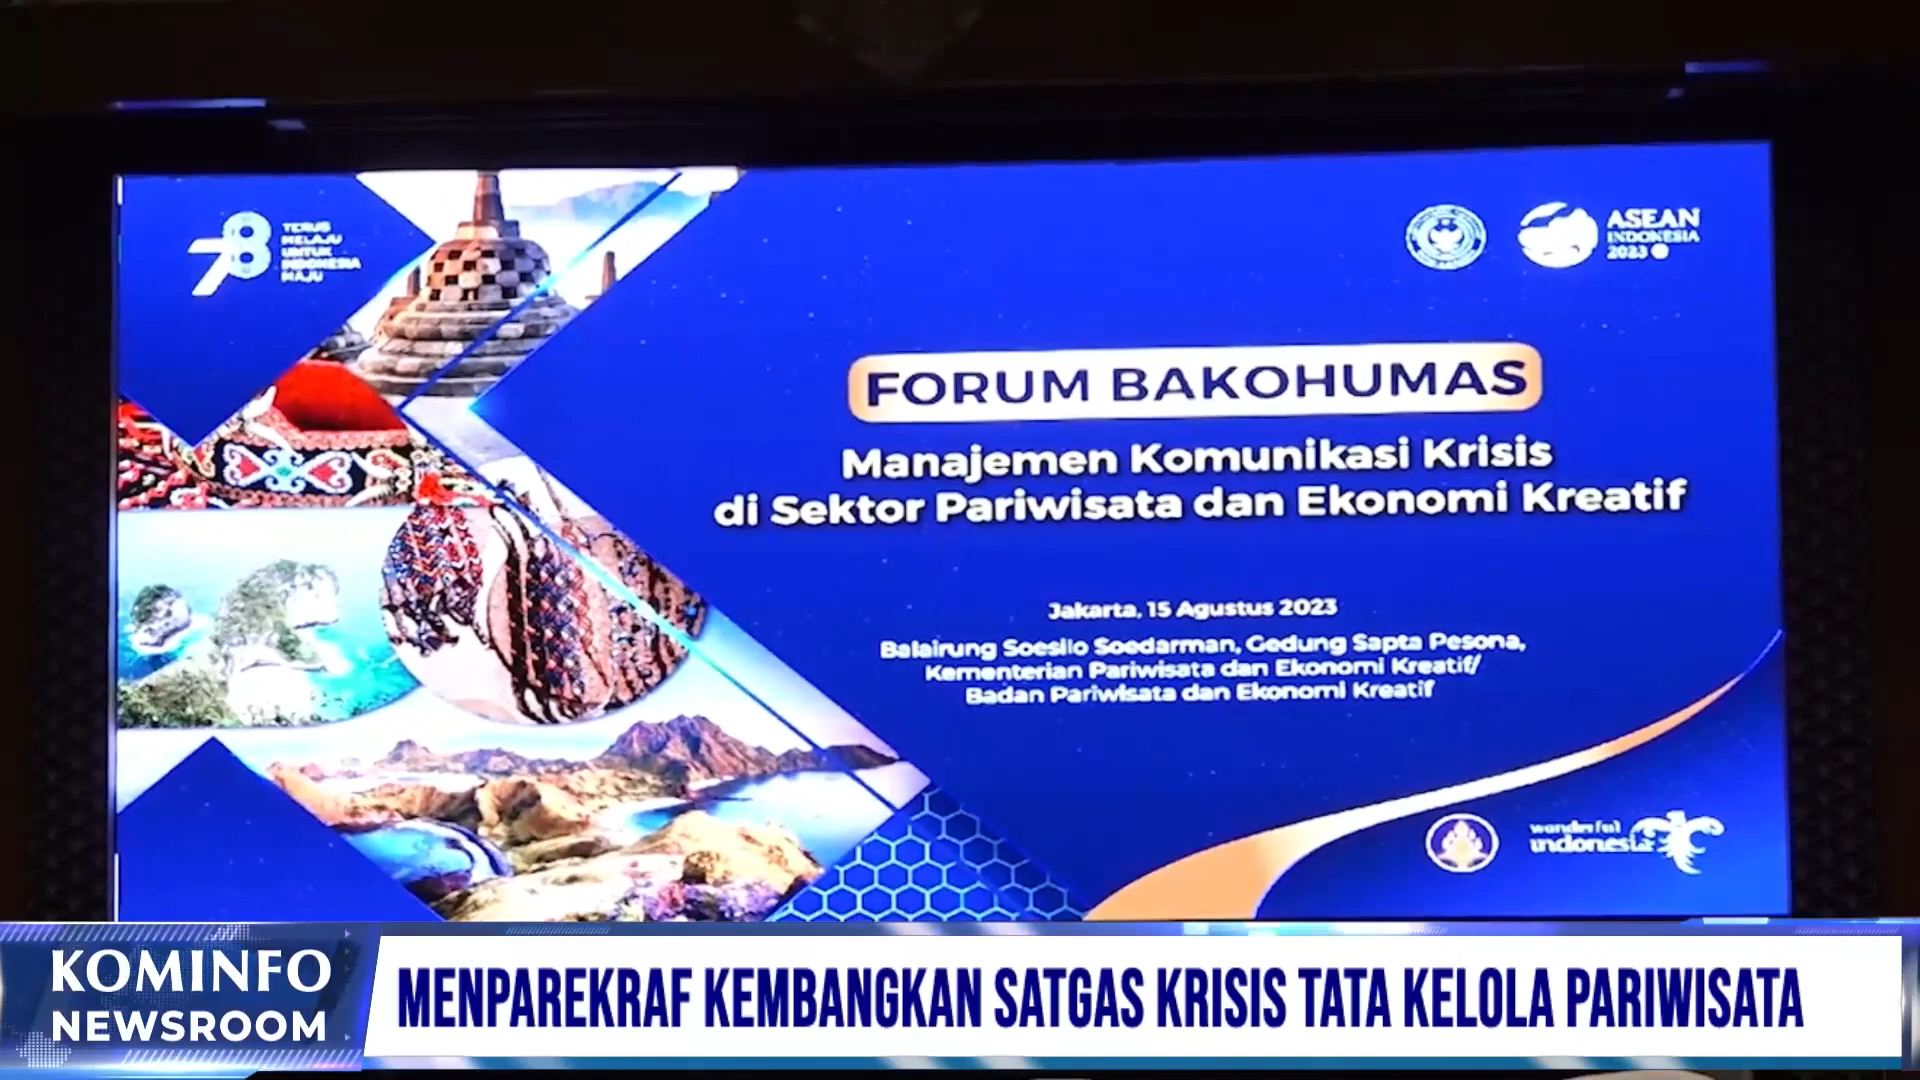 78
TERUS
MELAJU
UNTUK
INDONESIA
MAJU
ASEAN
INDONESIA
2023
FORUM BAKOHUMAS
Manajemen Komunikasi Krisis
di Sektor Pariwisata dan Ekonomi Kreatif
Jakarta, 15 Agustus 2023
Balairung Soesilo Soedarman, Gedung Sapta Pesona,
Kementerian Pariwisata dan Ekonomi Kreatif/
Badan Pariwisata dan Ekonomi Kreatif
wonderful
indonesia
KOMINFO
NEWSROOM
MENPAREKRAF KEMBANGKAN SATGAS KRISIS TATA KELOLA PARIWISATA